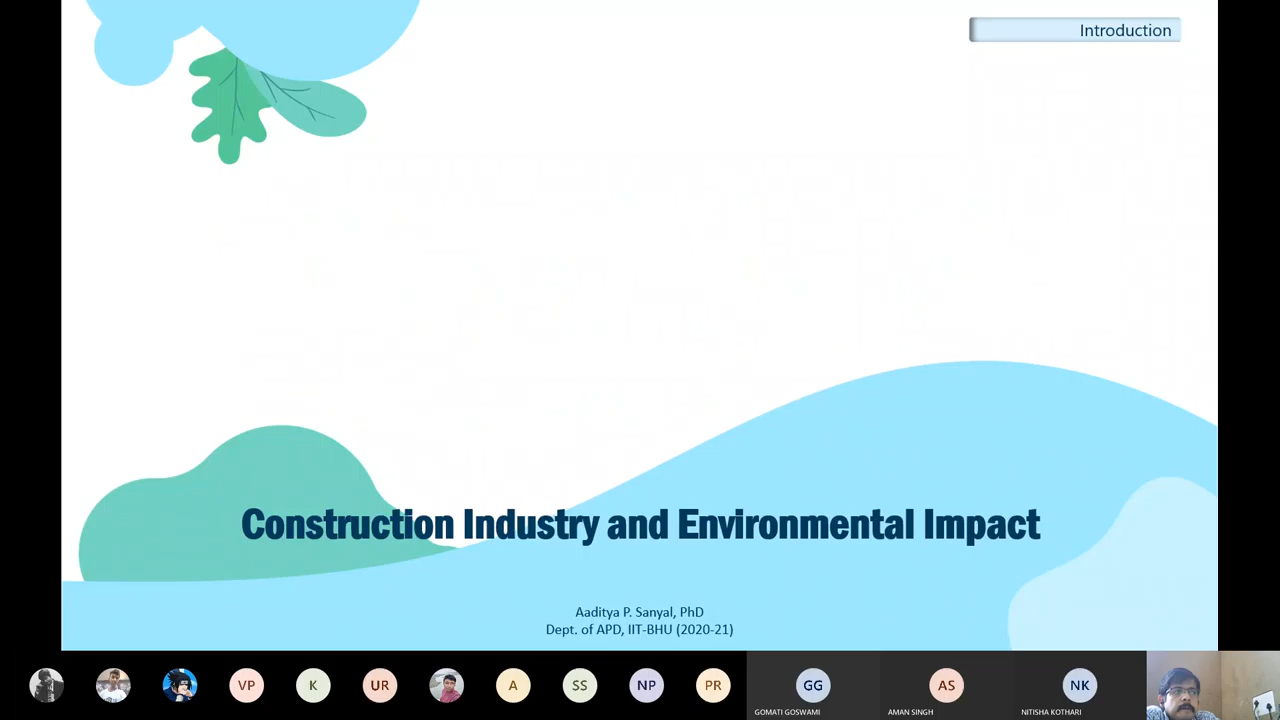 Introduction
Construction Industry and Environmental Impact
Aaditya P. Sanyal, PhD
Dept. of APD, IIT-BHU (2020-21)
VP
K
UR
A
SS
NP
PR
GG
AS
NK
GOMATI GOSWAMI
AMAN SINGH
NITISHA KOTHARI